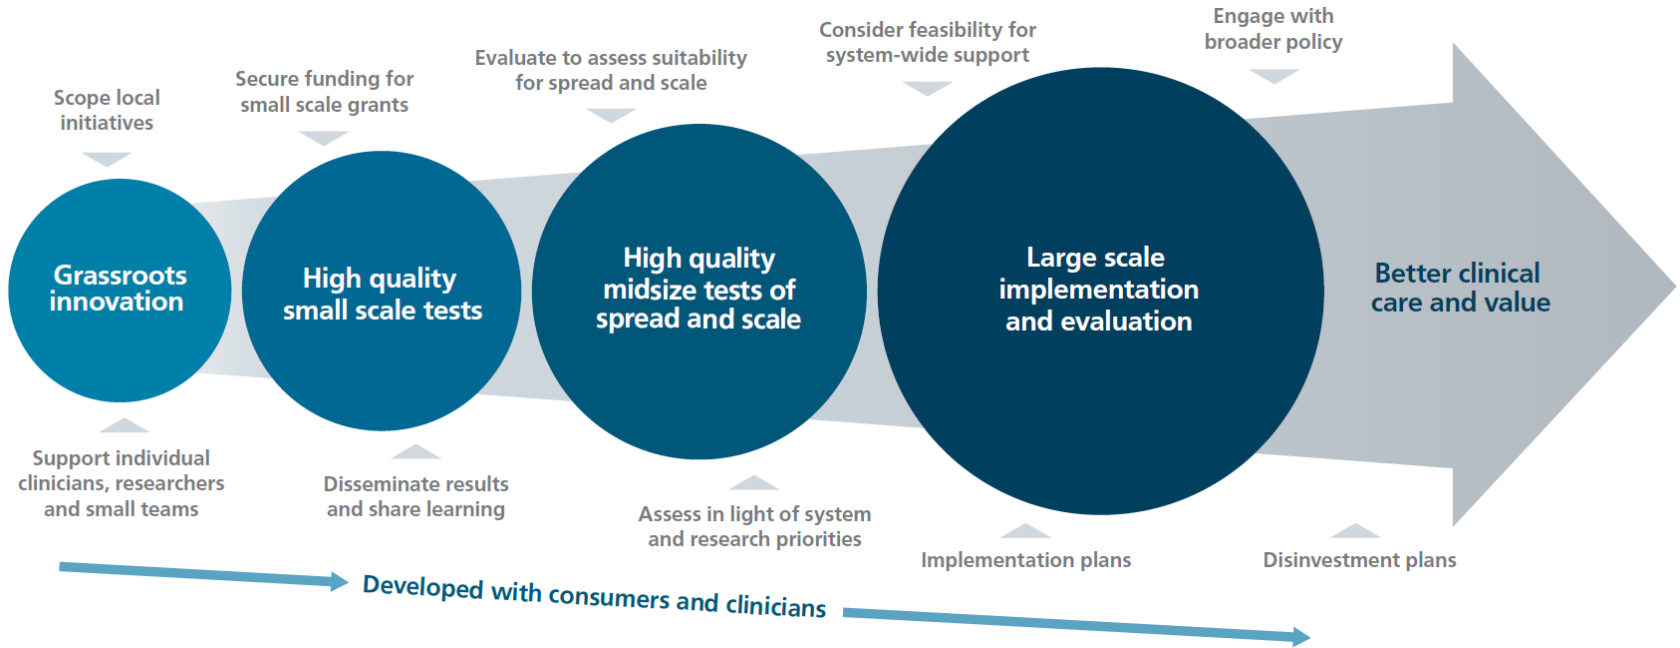 Scope local
initiatives
Secure funding for
small scale grants
Evaluate to assess suitability
for spread and scale
Consider feasibility for
system-wide support
Engage with
broader policy
Grassroots
innovation
High quality
small scale tests
High quality
midsize tests of
spread and scale
Large scale
implementation
and evaluation
Better clinical
care and value
Support individual
clinicians, researchers
and small teams
Disseminate results
and share learning
Assess in light of system
and research priorities
Implementation plans
Disinvestment plans
Developed with consumers and clinicians